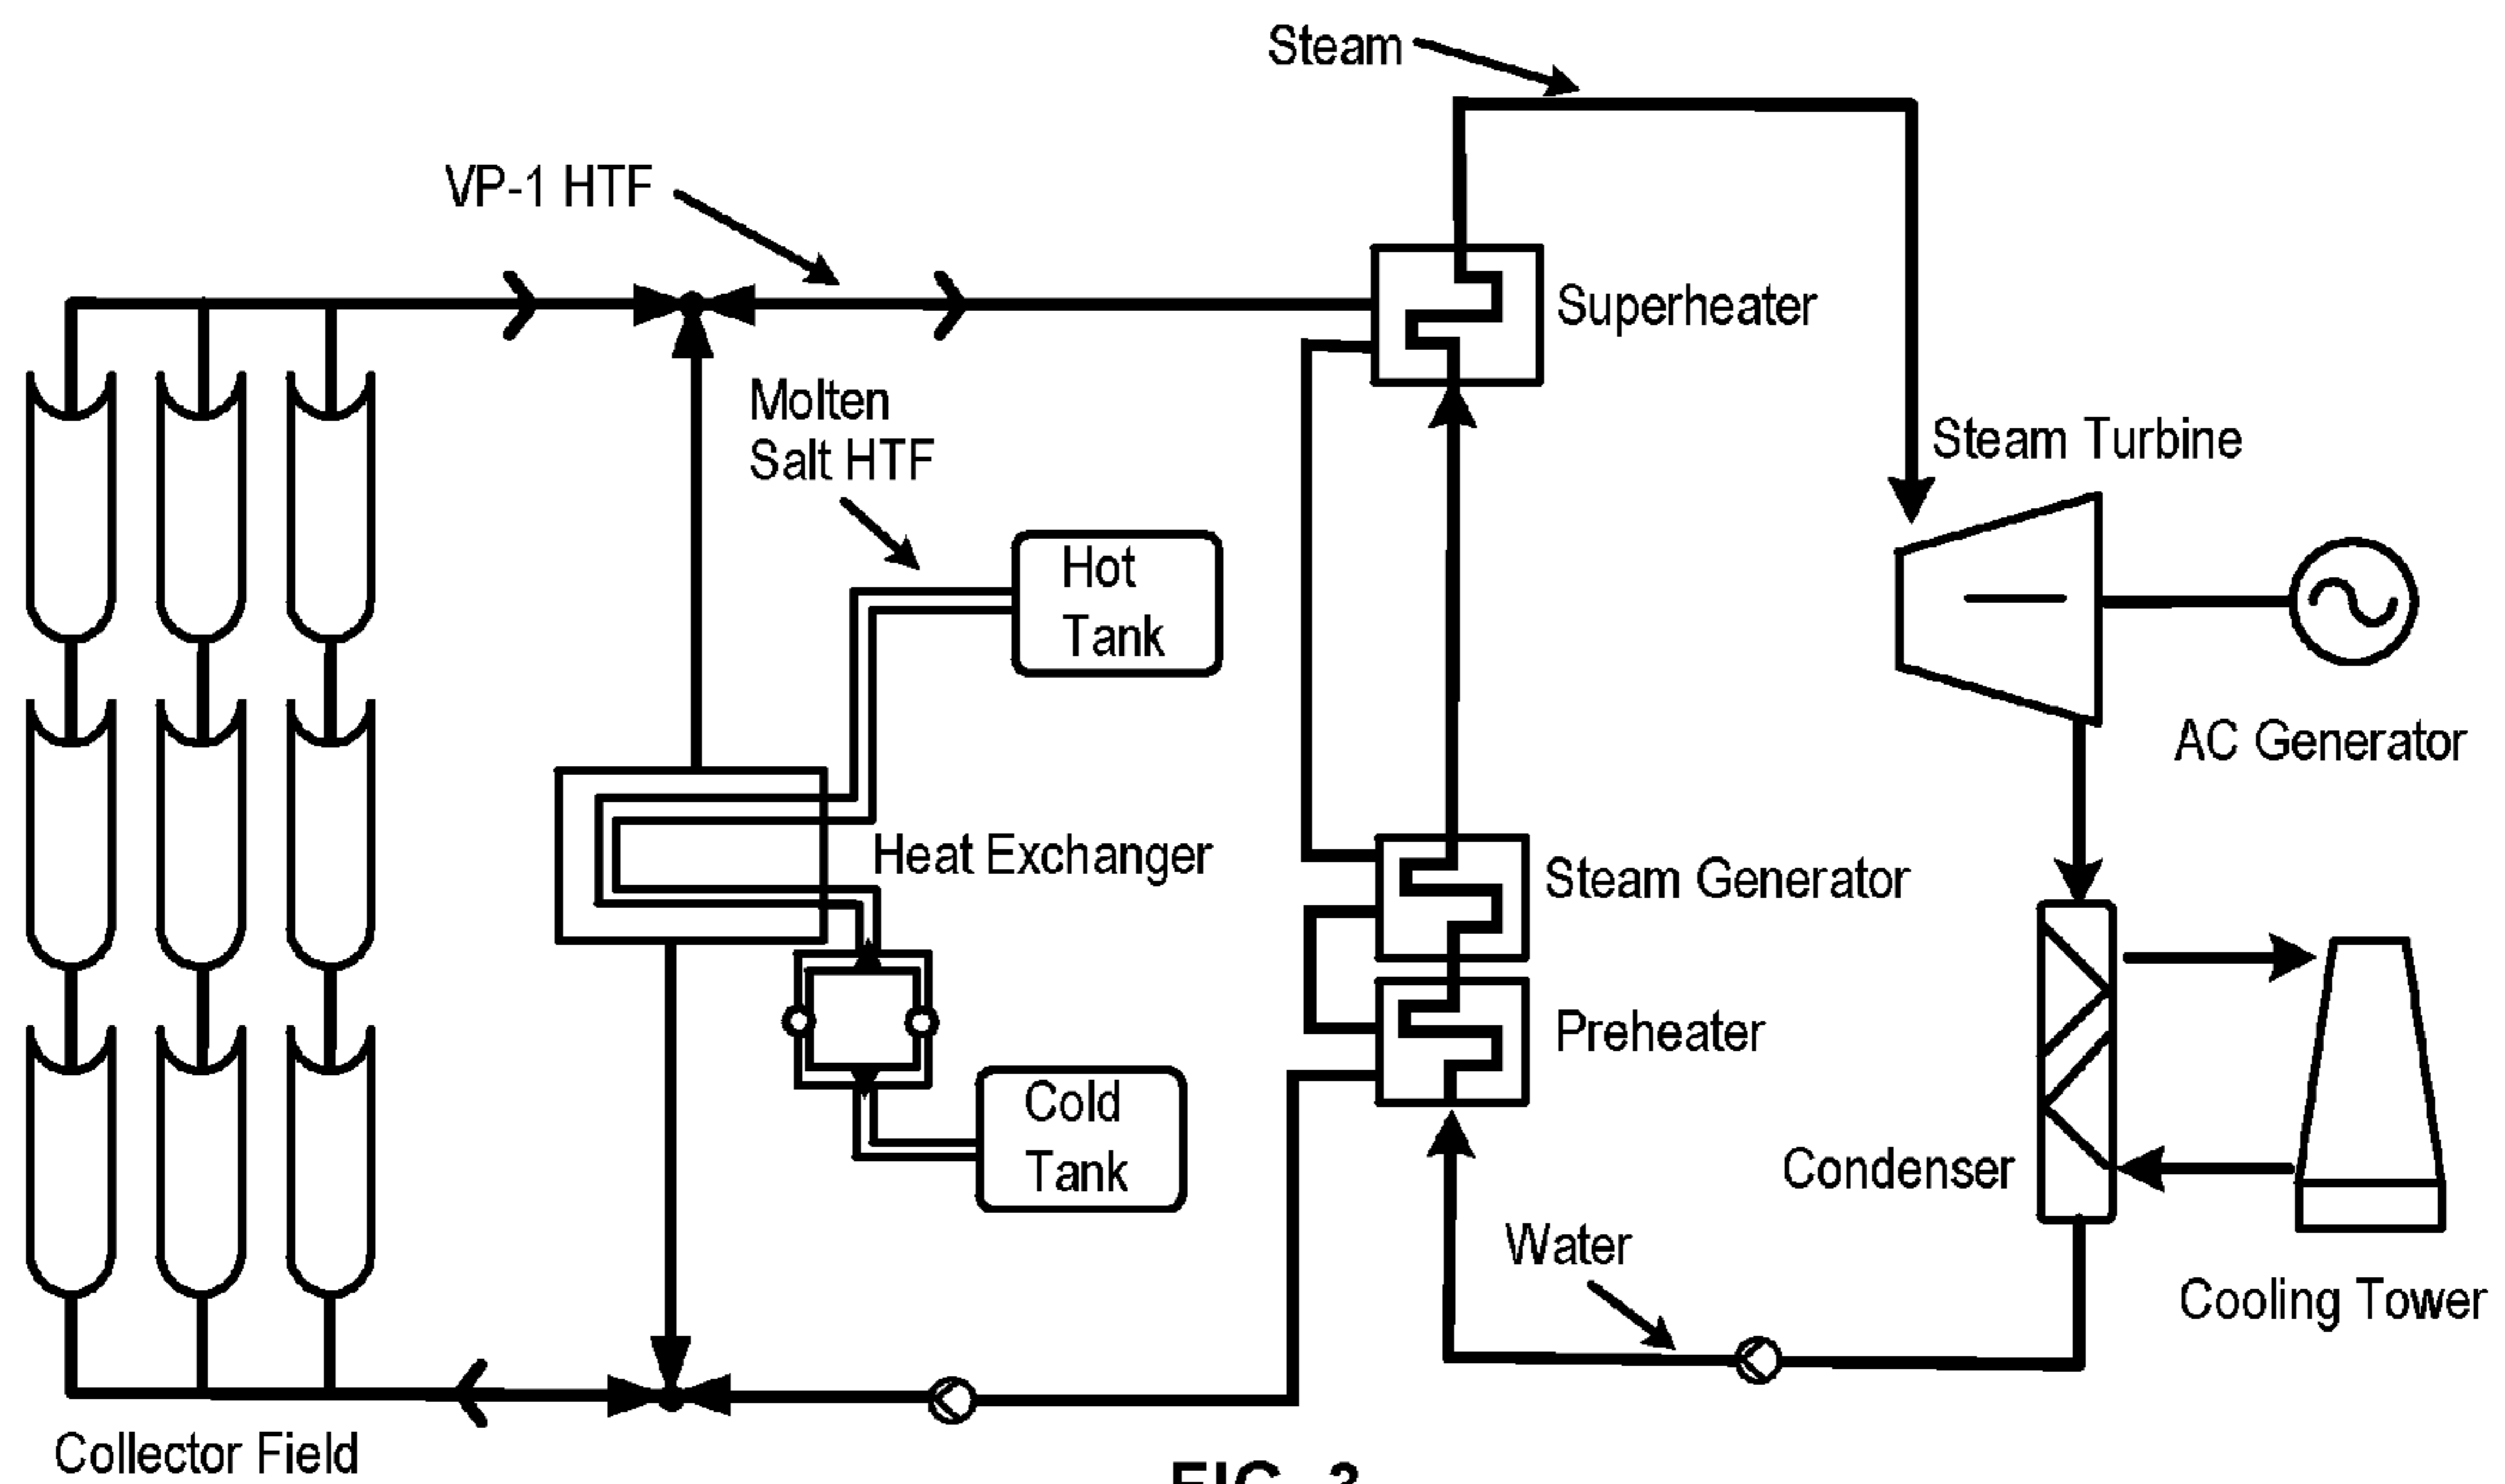 Steam
VP-1 HTF
Superheater
Molten
Salt HTF
Steam Turbine
Hot
Tank
AC Generator
Heat Exchanger
Steam Generator
Preheater
Cold
Tank
Condenser
Water
Cooling Tower
Collector Field